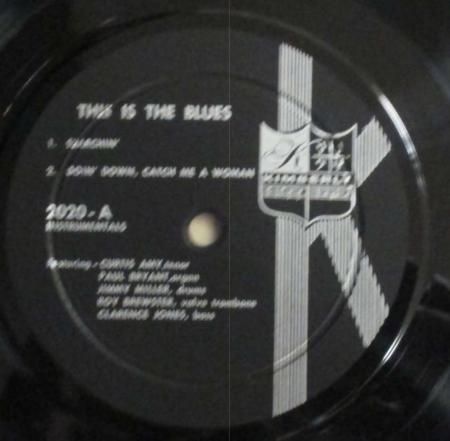 THIS IS THE BLUES
1. SEARCHIN'
2. GOIN' DOWN, CATCH ME A WOMAN
2020-A
INSTRUMENTALS
Featuring - CURTIS AMY, tenor
PAUL BRYANT, organ
JIMMY MILLER, drums
ROY BREWSTER, valve trombone
CLARENCE JONES, bass
KIMBERLY